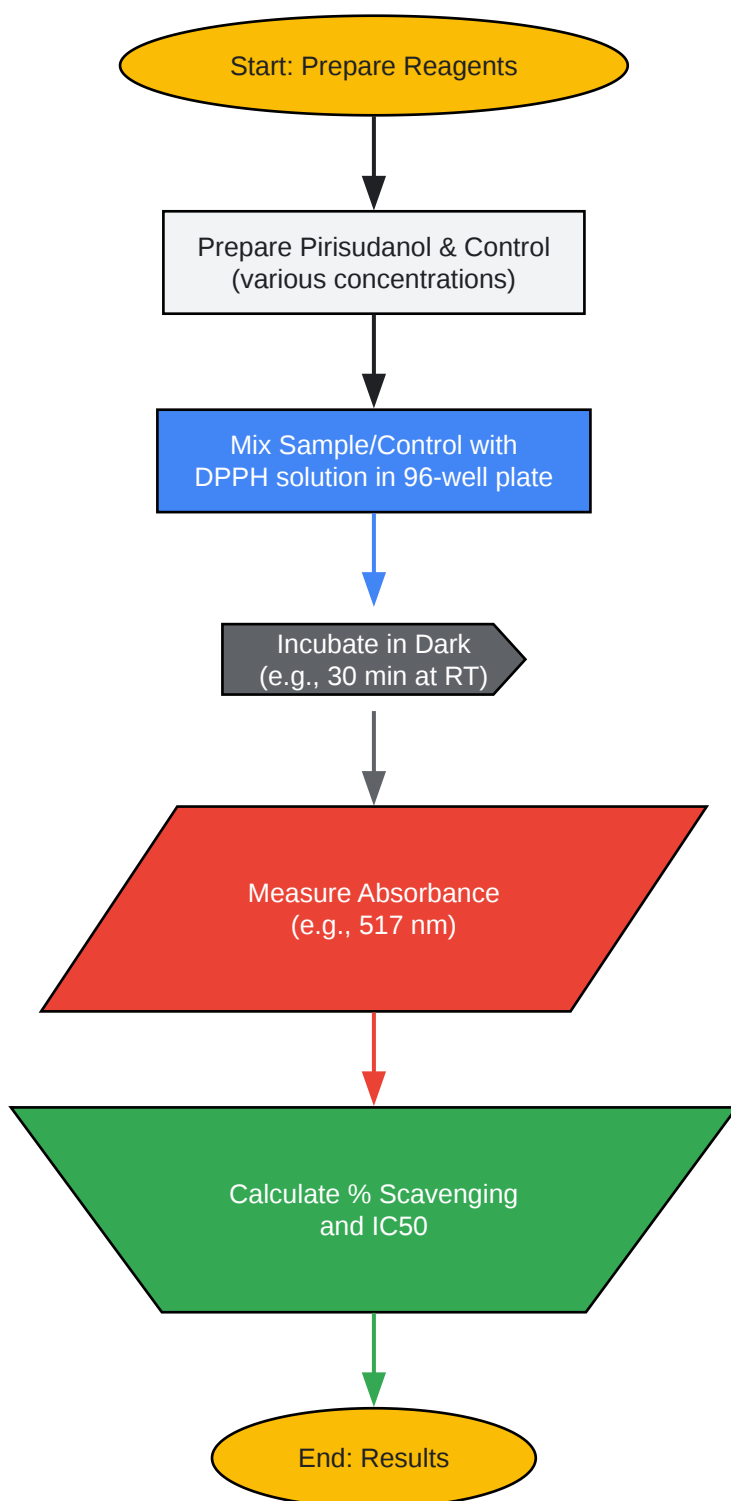 Start: Prepare Reagents
Prepare Pirisudanol & Control
(various concentrations)
Mix Sample/Control with
DPPH solution in 96-well plate
Incubate in Dark
(e.g., 30 min at RT)
Measure Absorbance
(e.g., 517 nm)
Calculate % Scavenging
and IC50
End: Results